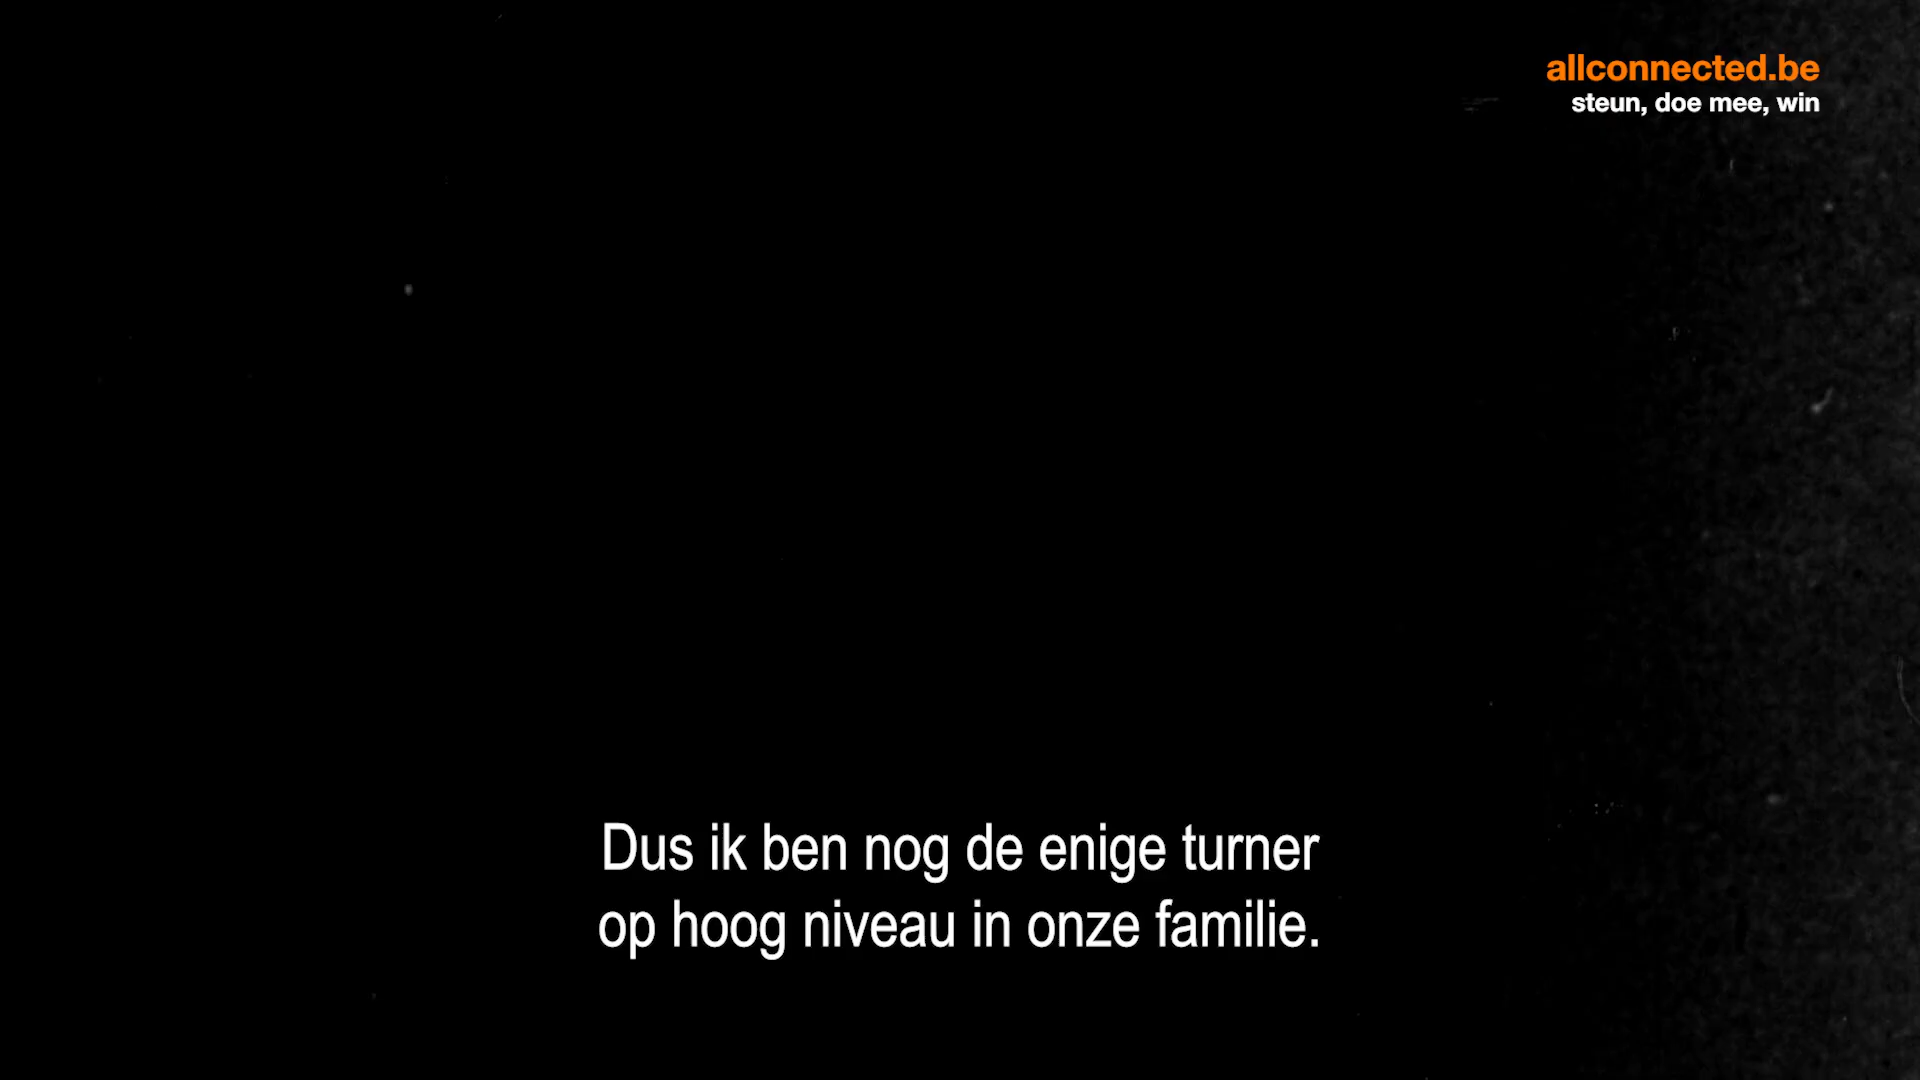 allconnected.be
steun, doe mee, win
Dus ik ben nog de enige turner
op hoog niveau in onze familie.